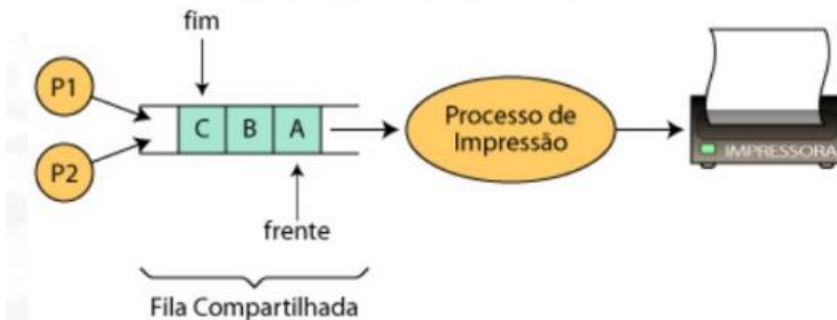 fim
P1
P2
C B A
Processo de
Impressão
IMPRESSORA
frente
Fila Compartilhada